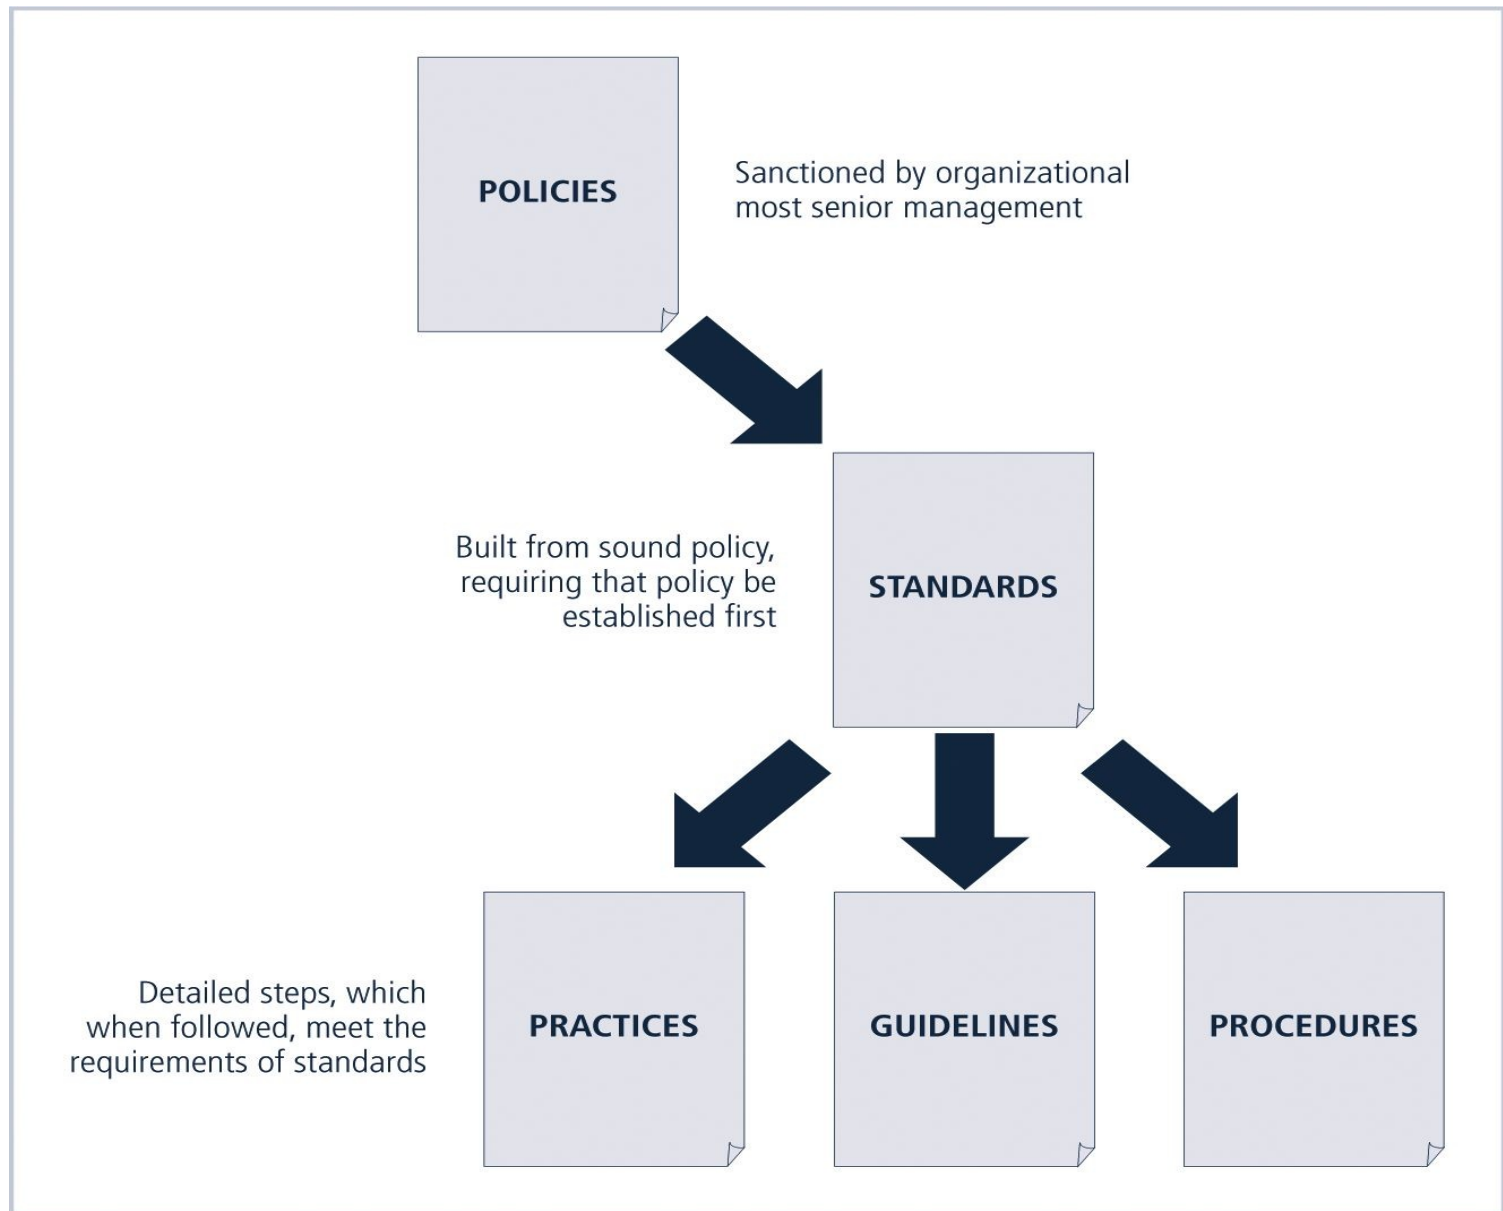 POLICIES
Sanctioned by organizational
most senior management
Built from sound policy,
requiring that policy be
established first
STANDARDS
Detailed steps, which
when followed, meet the
requirements of standards
PRACTICES
GUIDELINES
PROCEDURES